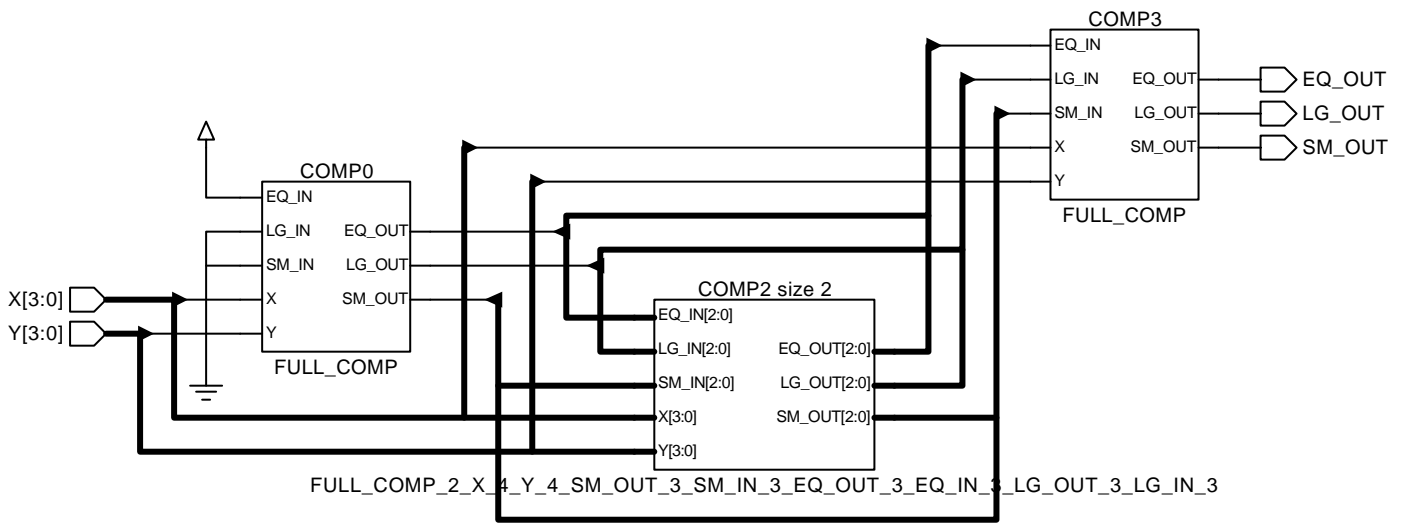 COMP3
EQ_IN
LG_IN
EQ_OUT
EQ_OUT
SM_IN
LG_OUT
LG_OUT
X
SM_OUT
SM_OUT
Y
FULL_COMP
COMP0
EQ_IN
LG_IN
EQ_OUT
SM_IN
LG_OUT
X[3:0]
X
SM_OUT
Y[3:0]
Y
FULL_COMP
COMP2 size 2
EQ_IN[2:0]
LG_IN[2:0]
EQ_OUT[2:0]
SM_IN[2:0]
LG_OUT[2:0]
X[3:0]
SM_OUT[2:0]
Y[3:0]
FULL_COMP_2_X_4_Y_4_SM_OUT_3_SM_IN_3_EQ_OUT_3_EQ_IN_3_LG_OUT_3_LG_IN_3